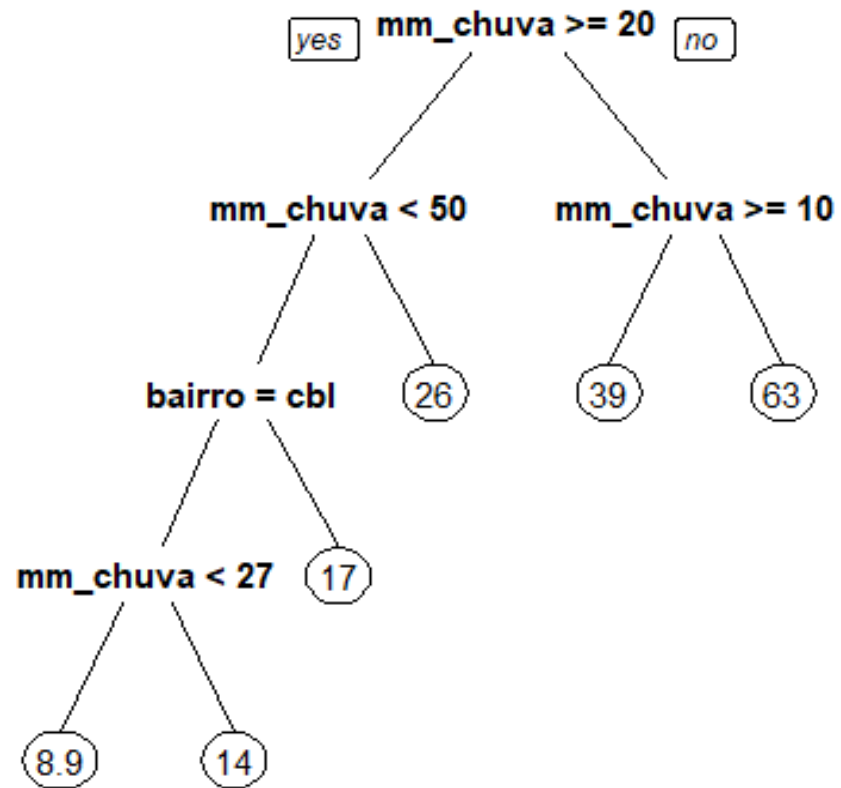 yes mm_chuva >= 20 no
mm_chuva < 50 mm_chuva >= 10
bairro = cbl 26 39 63
mm_chuva < 27 17
8.9 14